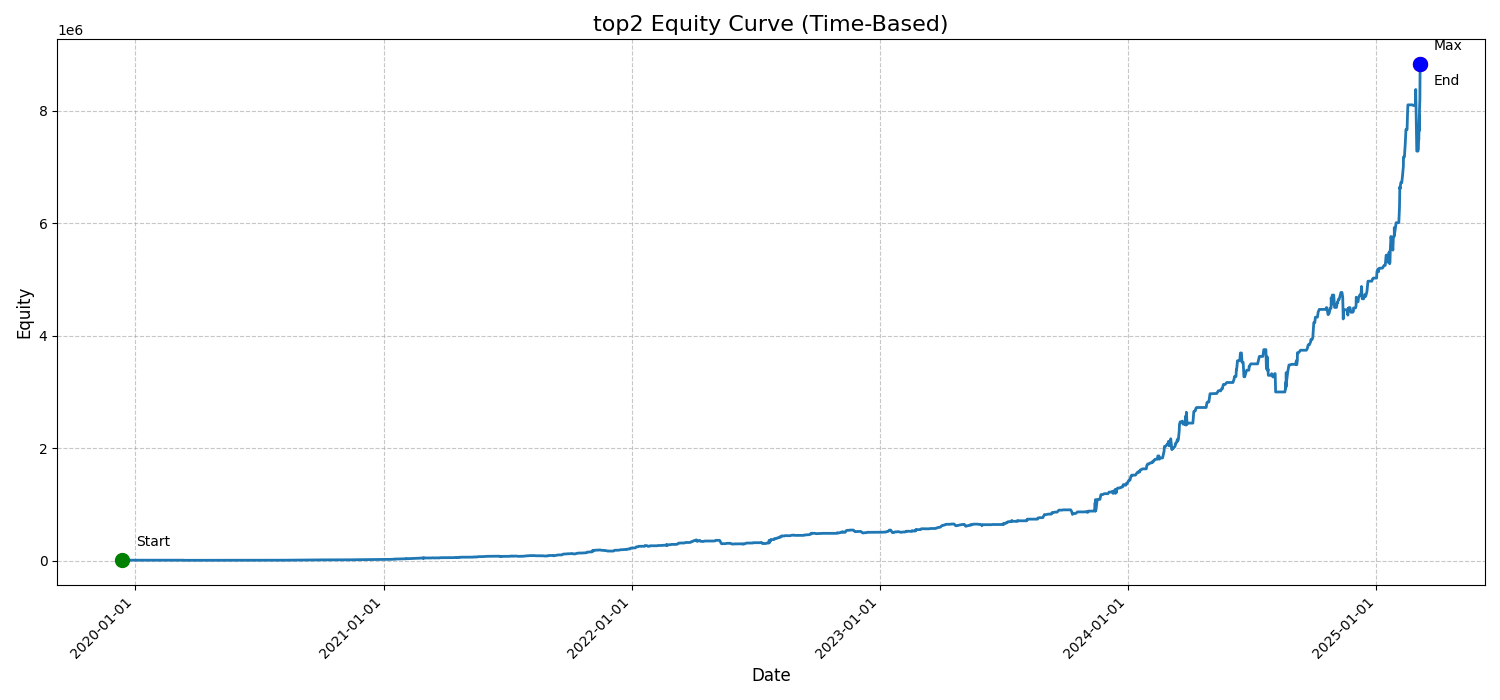 top2 Equity Curve (Time-Based)
1e6
Max
End
8
6
4
2
0
Equity
Start
2020-01-01
2021-01-01
2022-01-01
2023-01-01
2024-01-01
2025-01-01
Date